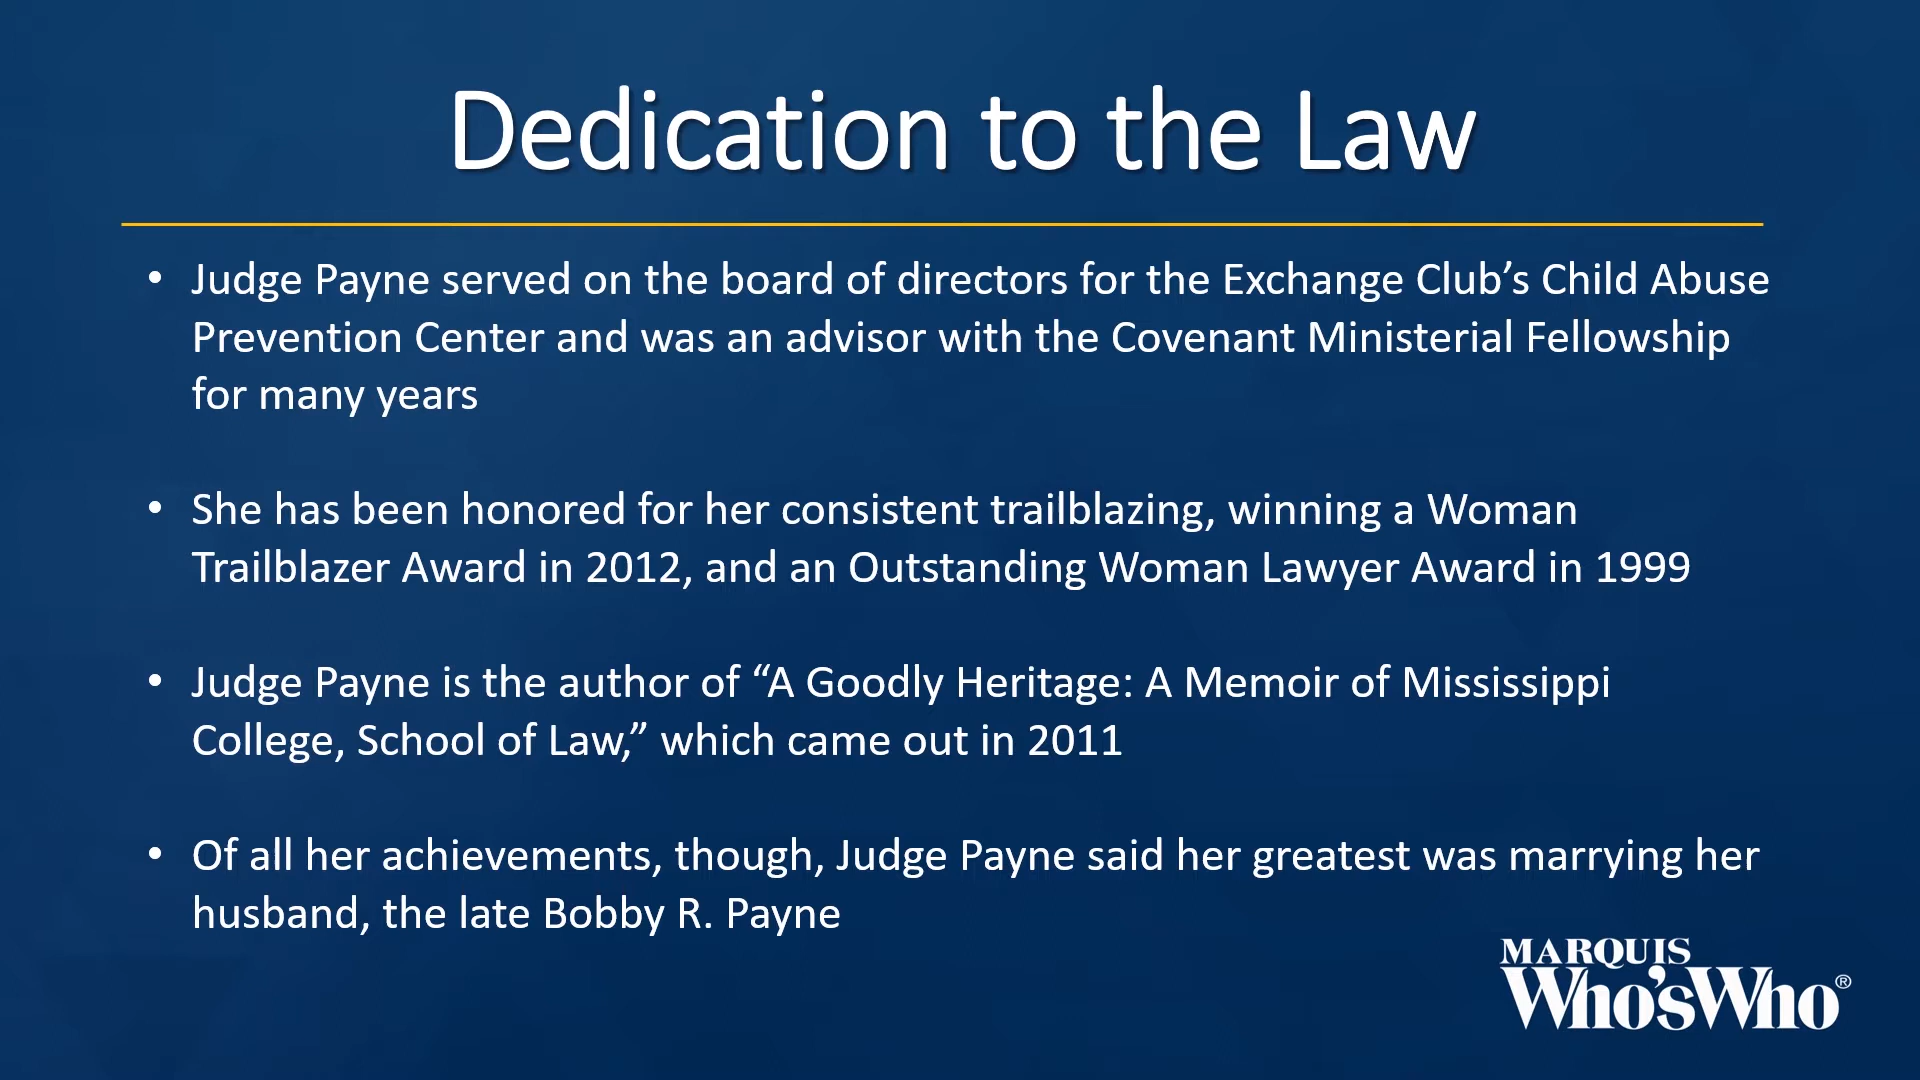 Dedication to the Law
• Judge Payne served on the board of directors for the Exchange Club’s Child Abuse
Prevention Center and was an advisor with the Covenant Ministerial Fellowship
for many years
• She has been honored for her consistent trailblazing, winning a Woman
Trailblazer Award in 2012, and an Outstanding Woman Lawyer Award in 1999
• Judge Payne is the author of “A Goodly Heritage: A Memoir of Mississippi
College, School of Law,” which came out in 2011
• Of all her achievements, though, Judge Payne said her greatest was marrying her
husband, the late Bobby R. Payne
MARQUIS
Who’sWho®